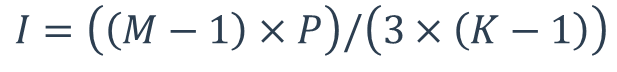 I = ((M − 1) × P)/(3 × (K − 1))